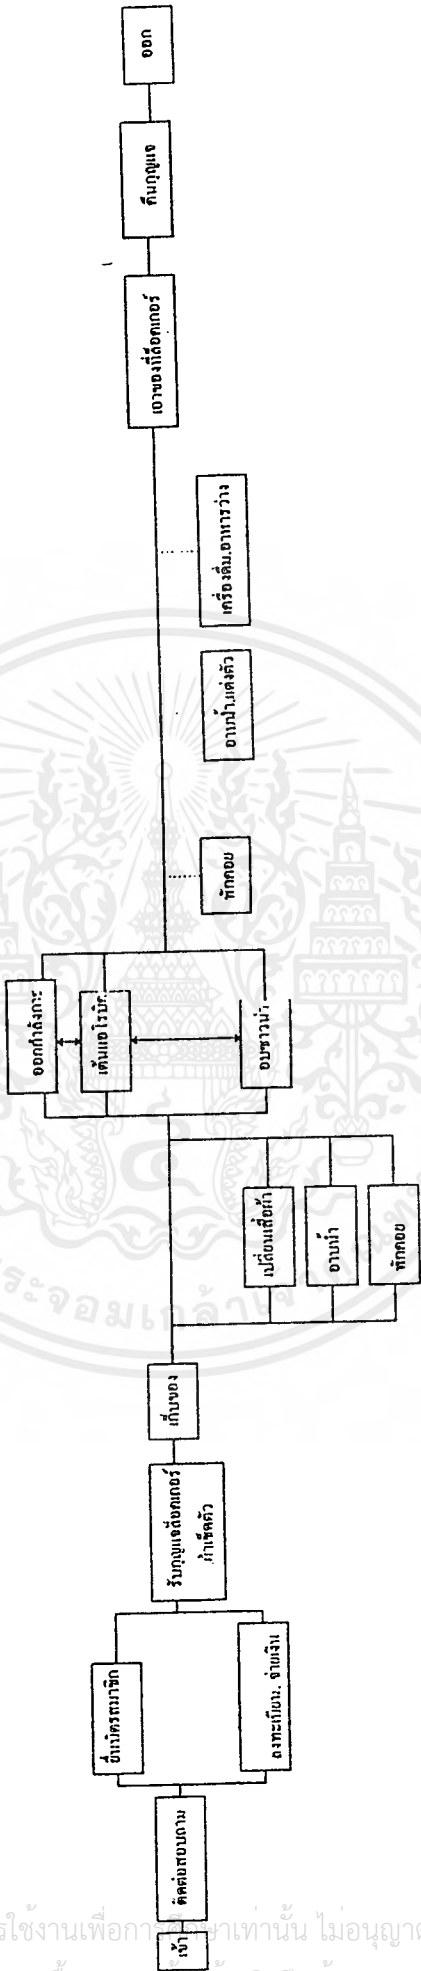 เข้า
ติดต่อสอบถาม
ยื่นบัตรสมาชิก
ลงทะเบียน, จ่ายเงิน
รับกุญแจล็อคเกอร์
ผ้าเช็ดตัว
เก็บของ
เปลี่ยนเสื้อผ้า
อาบน้ำ
พักคอย
ออกกำลังกาย
เต้นแอโรบิค
อบซาวน่า
พักคอย
อาบน้ำ,แต่งตัว
เครื่องดื่ม,อาหารว่าง
เอาของที่ล็อคเกอร์
คืนกุญแจ
ออก